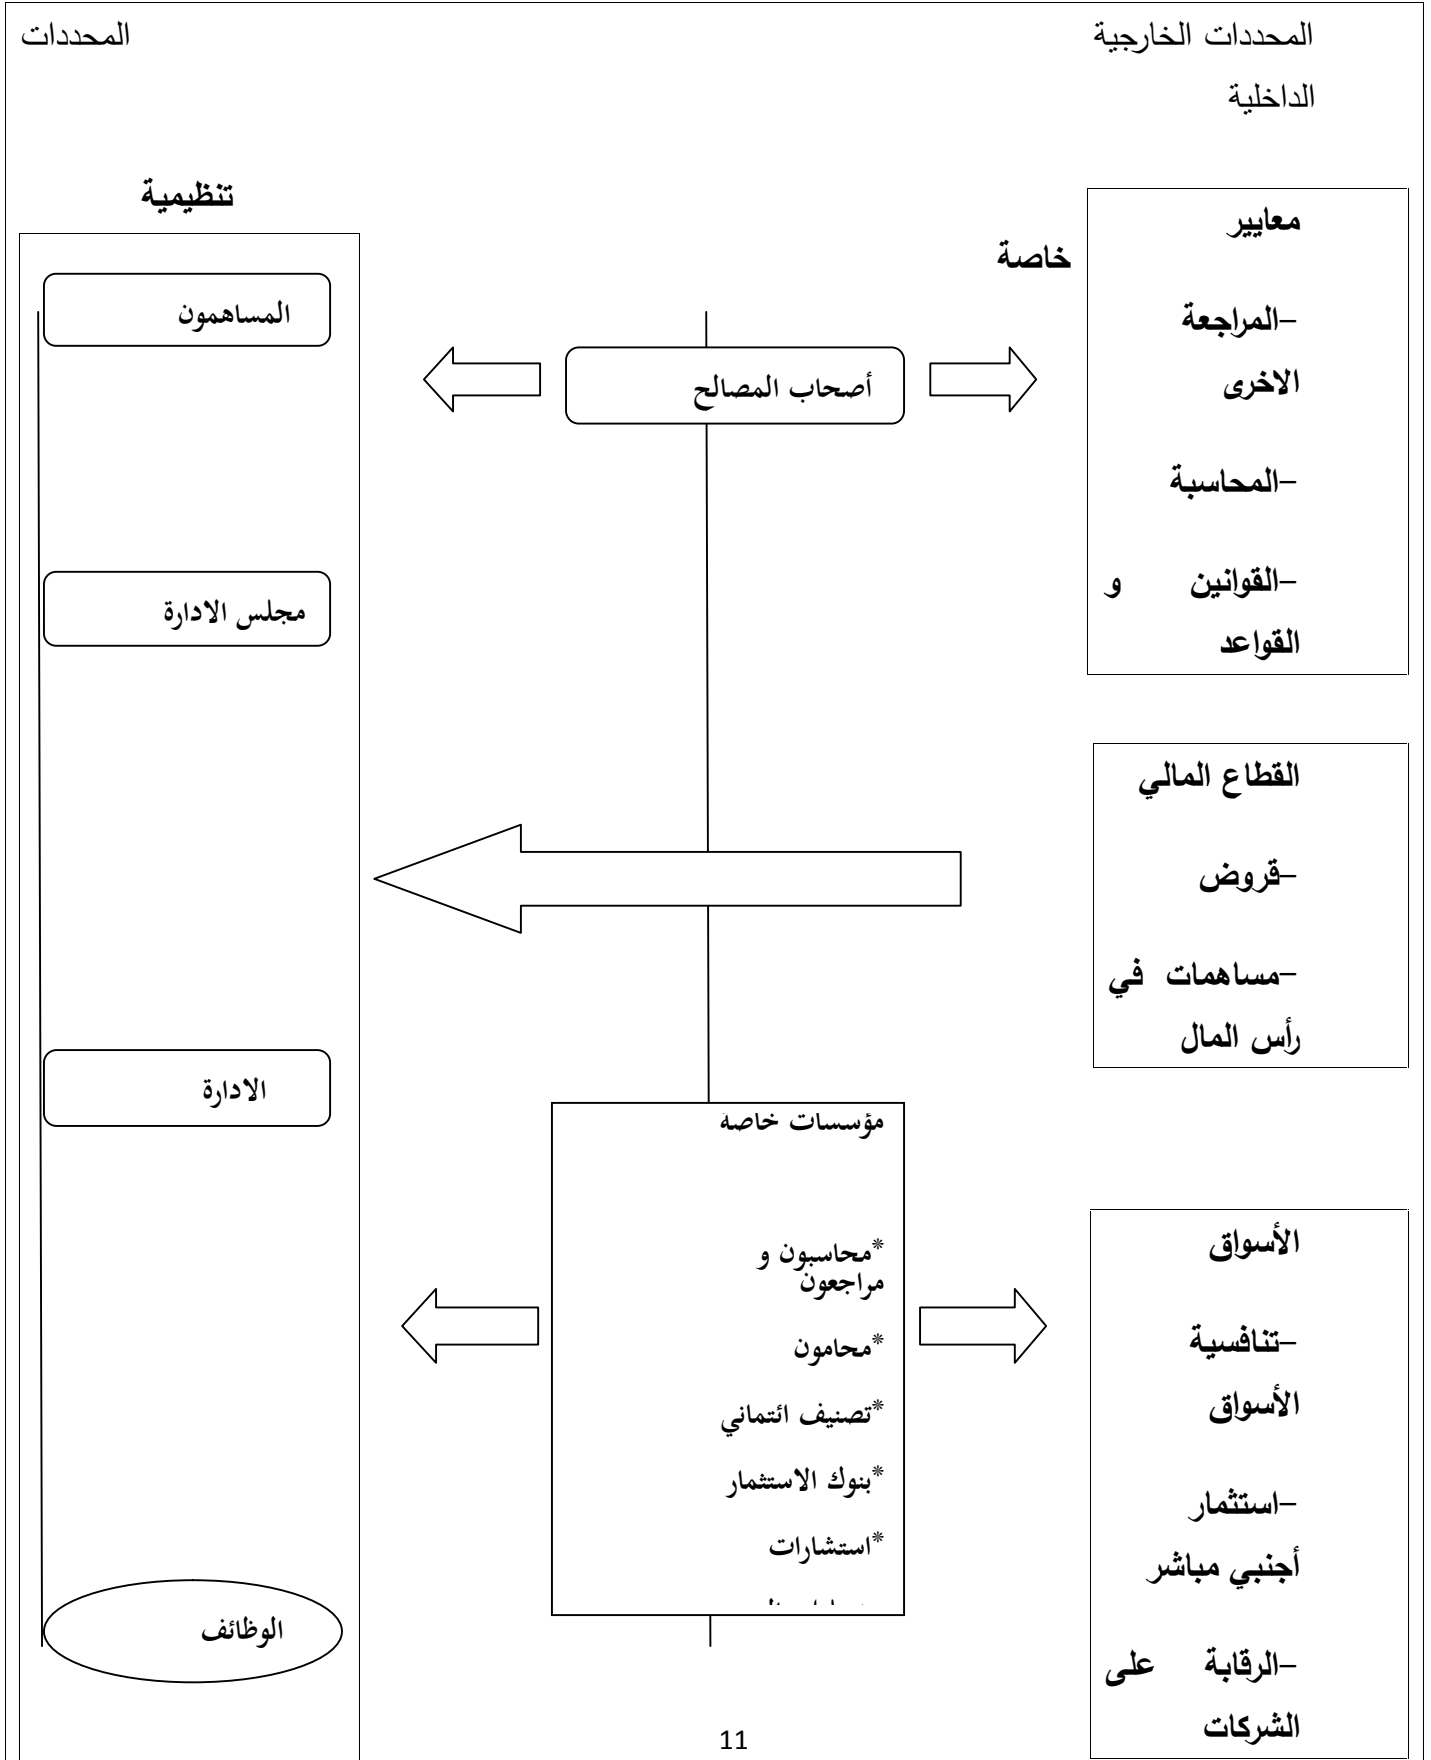 المحددات الخارجية
المحددات
الداخلية
تنظيمية
خاصة
معايير
-المراجعة
الاخرى
-المحاسبة
-القوانين و
القواعد
القطاع المالي
-قروض
-مساهمات في
رأس المال
الأسواق
-تنافسية
الأسواق
-استثمار
أجنبي مباشر
-الرقابة على
الشركات
أصحاب المصالح
مؤسسات خاصة
*محاسبون و
مراجعون
*محامون
*تصنيف ائتماني
*بنوك الاستثمار
*استشارات
المساهمون
مجلس الادارة
الادارة
الوظائف
11